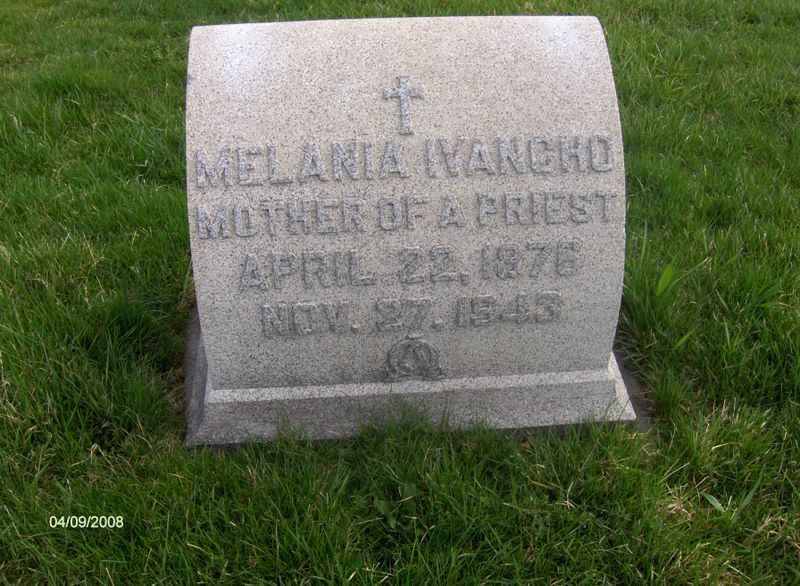 MELANIA IVANCHO
MOTHER OF A PRIEST
APRIL 22, 1876
NOV. 27. 1943
04/09/2008